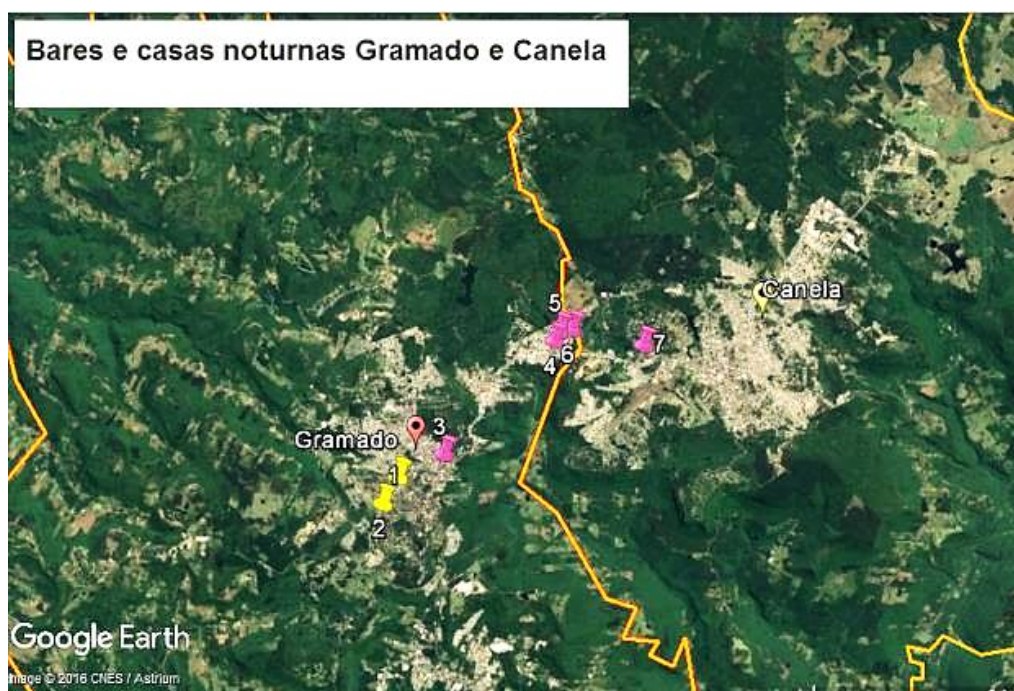 Bares e casas noturnas Gramado e Canela
Canela
5
6
7
4
Gramado
3
1
2
Google Earth
Image © 2016 CNES / Astrium